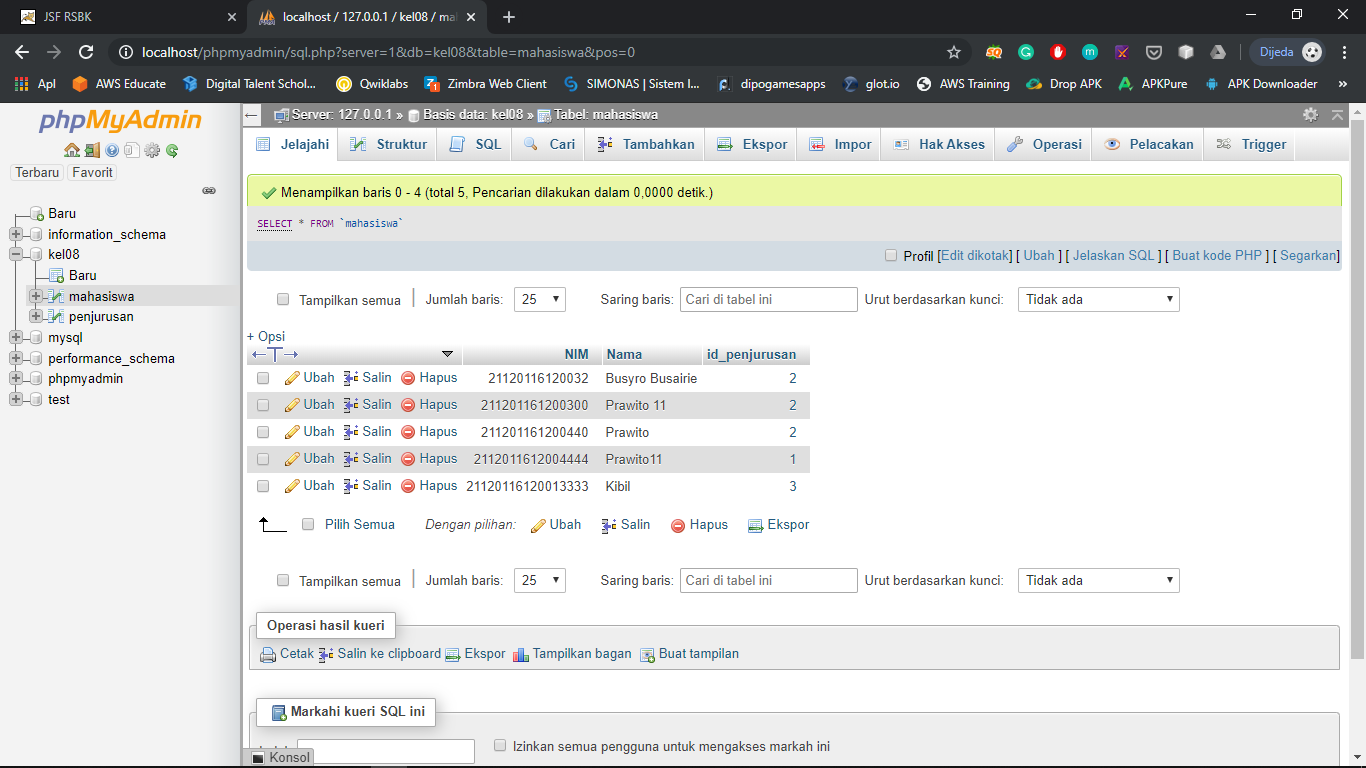 JSF RSBK
localhost / 127.0.0.1 / kel08 / mah
localhost/phpmyadmin/sql.php?server=1&db=kel08&table=mahasiswa&pos=0
Dijeda
Apl AWS Educate Digital Talent Schol... Qwiklabs Zimbra Web Client SIMONAS | Sistem I... dipogamesapps glot.io AWS Training Drop APK APKPure APK Downloader »
phpMyAdmin
Terbaru Favorit
Baru
information_schema
kel08
Baru
mahasiswa
penjurusan
mysql
performance_schema
phpmyadmin
test
Server: 127.0.0.1 » Basis data: kel08 » Tabel: mahasiswa
Jelajahi Struktur SQL Cari Tambahkan Ekspor Impor Hak Akses Operasi Pelacakan Trigger
Menampilkan baris 0 - 4 (total 5, Pencarian dilakukan dalam 0,0000 detik.)
SELECT * FROM `mahasiswa`
Profil [Edit dikotak] [ Ubah ] [ Jelaskan SQL ] [ Buat kode PHP ] [ Segarkan]
Tampilkan semua | Jumlah baris: 25 Saring baris: Cari di tabel ini Urut berdasarkan kunci: Tidak ada
+ Opsi
←T→ NIM Nama id_penjurusan
Ubah Salin Hapus 21120116120032 Busyro Busairie 2
Ubah Salin Hapus 211201161200300 Prawito 11 2
Ubah Salin Hapus 211201161200440 Prawito 2
Ubah Salin Hapus 2112011612004444 Prawito11 1
Ubah Salin Hapus 21120116120013333 Kibil 3
Pilih Semua Dengan pilihan: Ubah Salin Hapus Ekspor
Tampilkan semua | Jumlah baris: 25 Saring baris: Cari di tabel ini Urut berdasarkan kunci: Tidak ada
Operasi hasil kueri
Cetak Salin ke clipboard Ekspor Tampilkan bagan Buat tampilan
Markahi kueri SQL ini
Izinkan semua pengguna untuk mengakses markah ini
Konsol